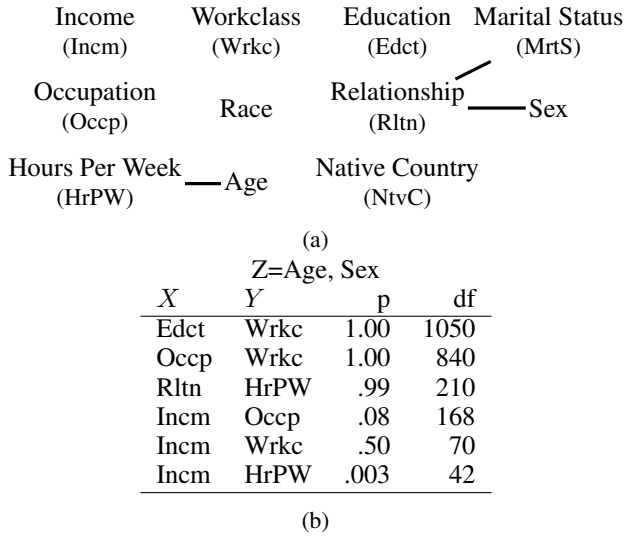 Income Workclass Education Marital Status
(Incm) (Wrkc) (Edct) (MrtS)
Occupation Race Relationship Sex
(Occp) (Rltn)
Hours Per Week Age Native Country
(HrPW) (NtvC)
(a)
Z=Age, Sex
X Y p df
Edct Wrkc 1.00 1050
Occp Wrkc 1.00 840
Rltn HrPW .99 210
Incm Occp .08 168
Incm Wrkc .50 70
Incm HrPW .003 42
(b)